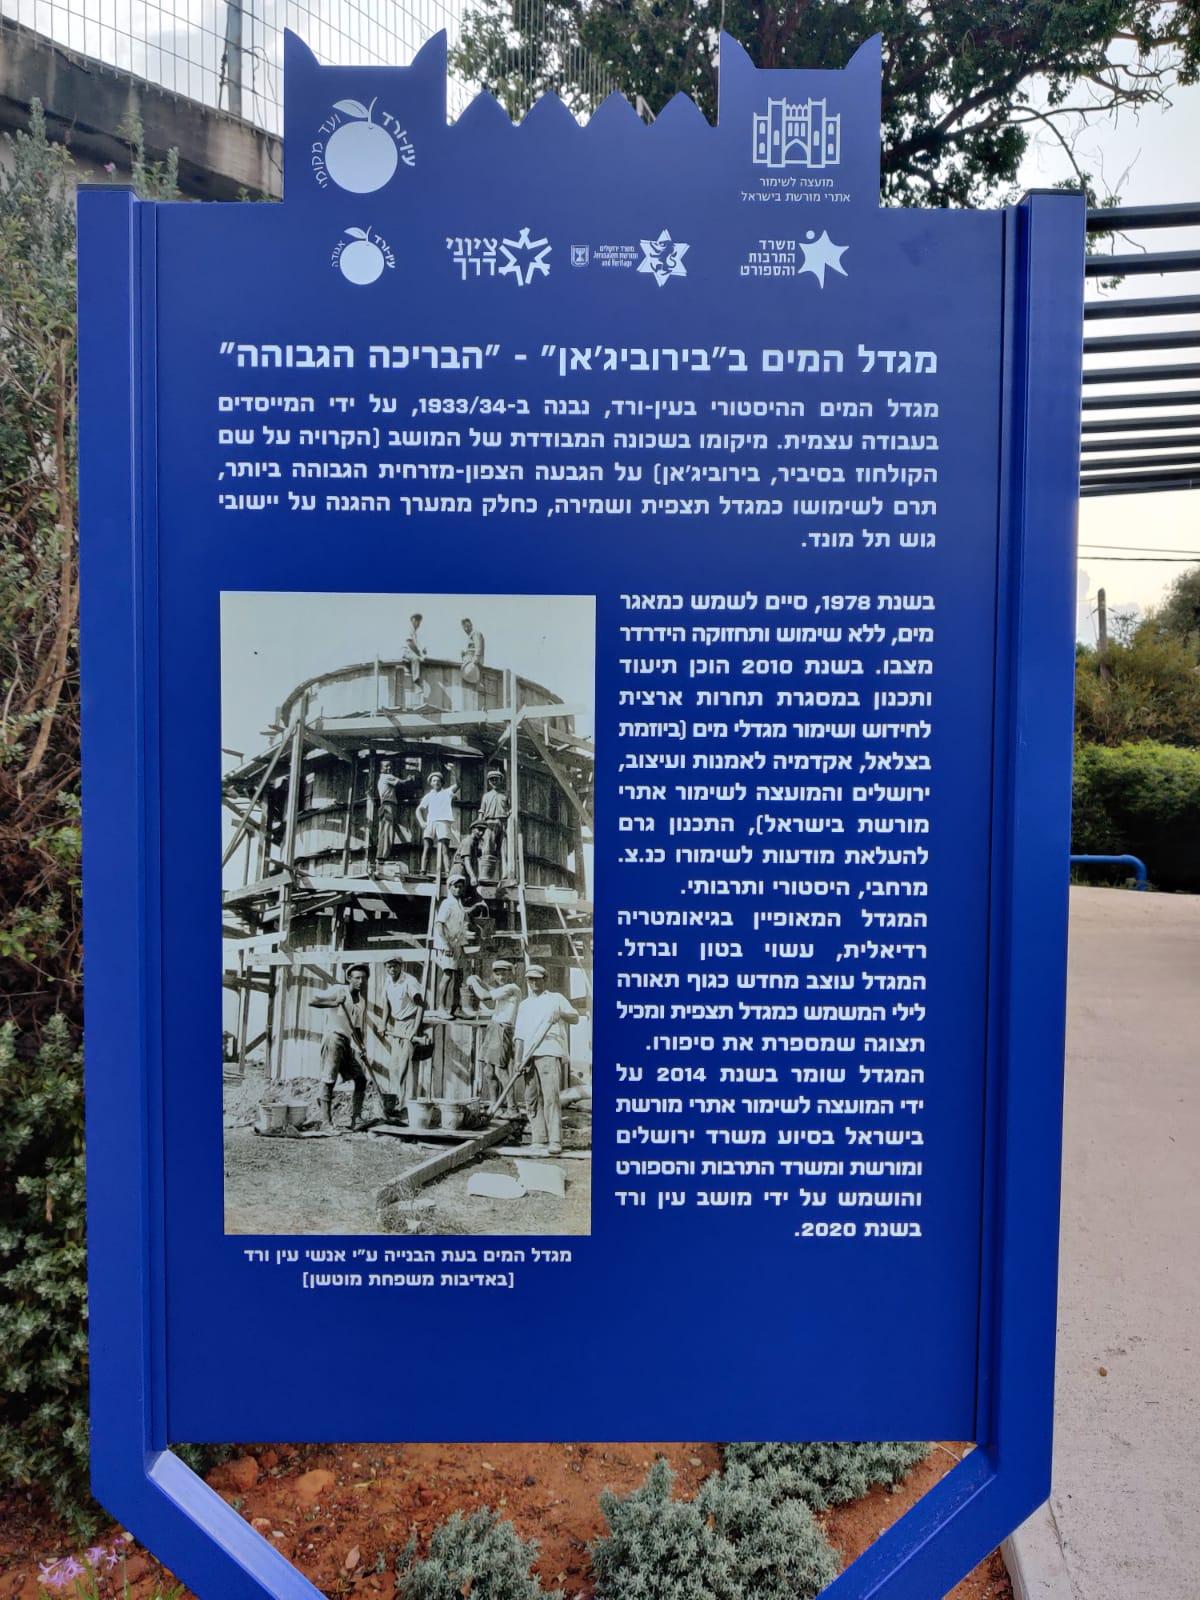 עין-ורד
ועד מקומי
מועצה לשימור
אתרי מורשת בישראל
עין-ורד
אגודה
ציוני
דרך
משרד ירושלים
ומורשת
Jerusalem
and Heritage
משרד
התרבות
והספורט
מגדל המים ב"בירוביג'אן" - "הבריכה הגבוהה"
מגדל המים ההיסטורי בעין-ורד, נבנה ב-1933/34, על ידי המייסדים
בעבודה עצמית. מיקומו בשכונה המבודדת של המושב (הקרויה על שם
הקולחוז בסיביר, בירוביג'אן) על הגבעה הצפון-מזרחית הגבוהה ביותר,
תרם לשימושו כמגדל תצפית ושמירה, כחלק ממערך ההגנה על יישובי
גוש תל מונד.
בשנת 1978, סיים לשמש כמאגר
מים, ללא שימוש ותחזוקה הידרדר
מצבו. בשנת 2010 הוכן תיעוד
ותכנון במסגרת תחרות ארצית
לחידוש ושימור מגדלי מים (ביוזמת
בצלאל, אקדמיה לאמנות ועיצוב,
ירושלים והמועצה לשימור אתרי
מורשת בישראל), התכנון גרם
להעלאת מודעות לשימורו כנ.צ.
מרחבי, היסטורי ותרבותי.
המגדל המאופיין בגיאומטריה
רדיאלית, עשוי בטון וברזל.
המגדל עוצב מחדש כגוף תאורה
לילי המשמש כמגדל תצפית ומכיל
תצוגה שמספרת את סיפורו.
המגדל שומר בשנת 2014 על
ידי המועצה לשימור אתרי מורשת
בישראל בסיוע משרד ירושלים
ומורשת ומשרד התרבות והספורט
והושמש על ידי מושב עין ורד
בשנת 2020.
מגדל המים בעת הבנייה ע"י אנשי עין ורד
[באדיבות משפחת מוטשן]